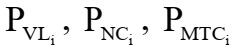 P_{VL_i} , P_{NC_i} , P_{MTC_i}